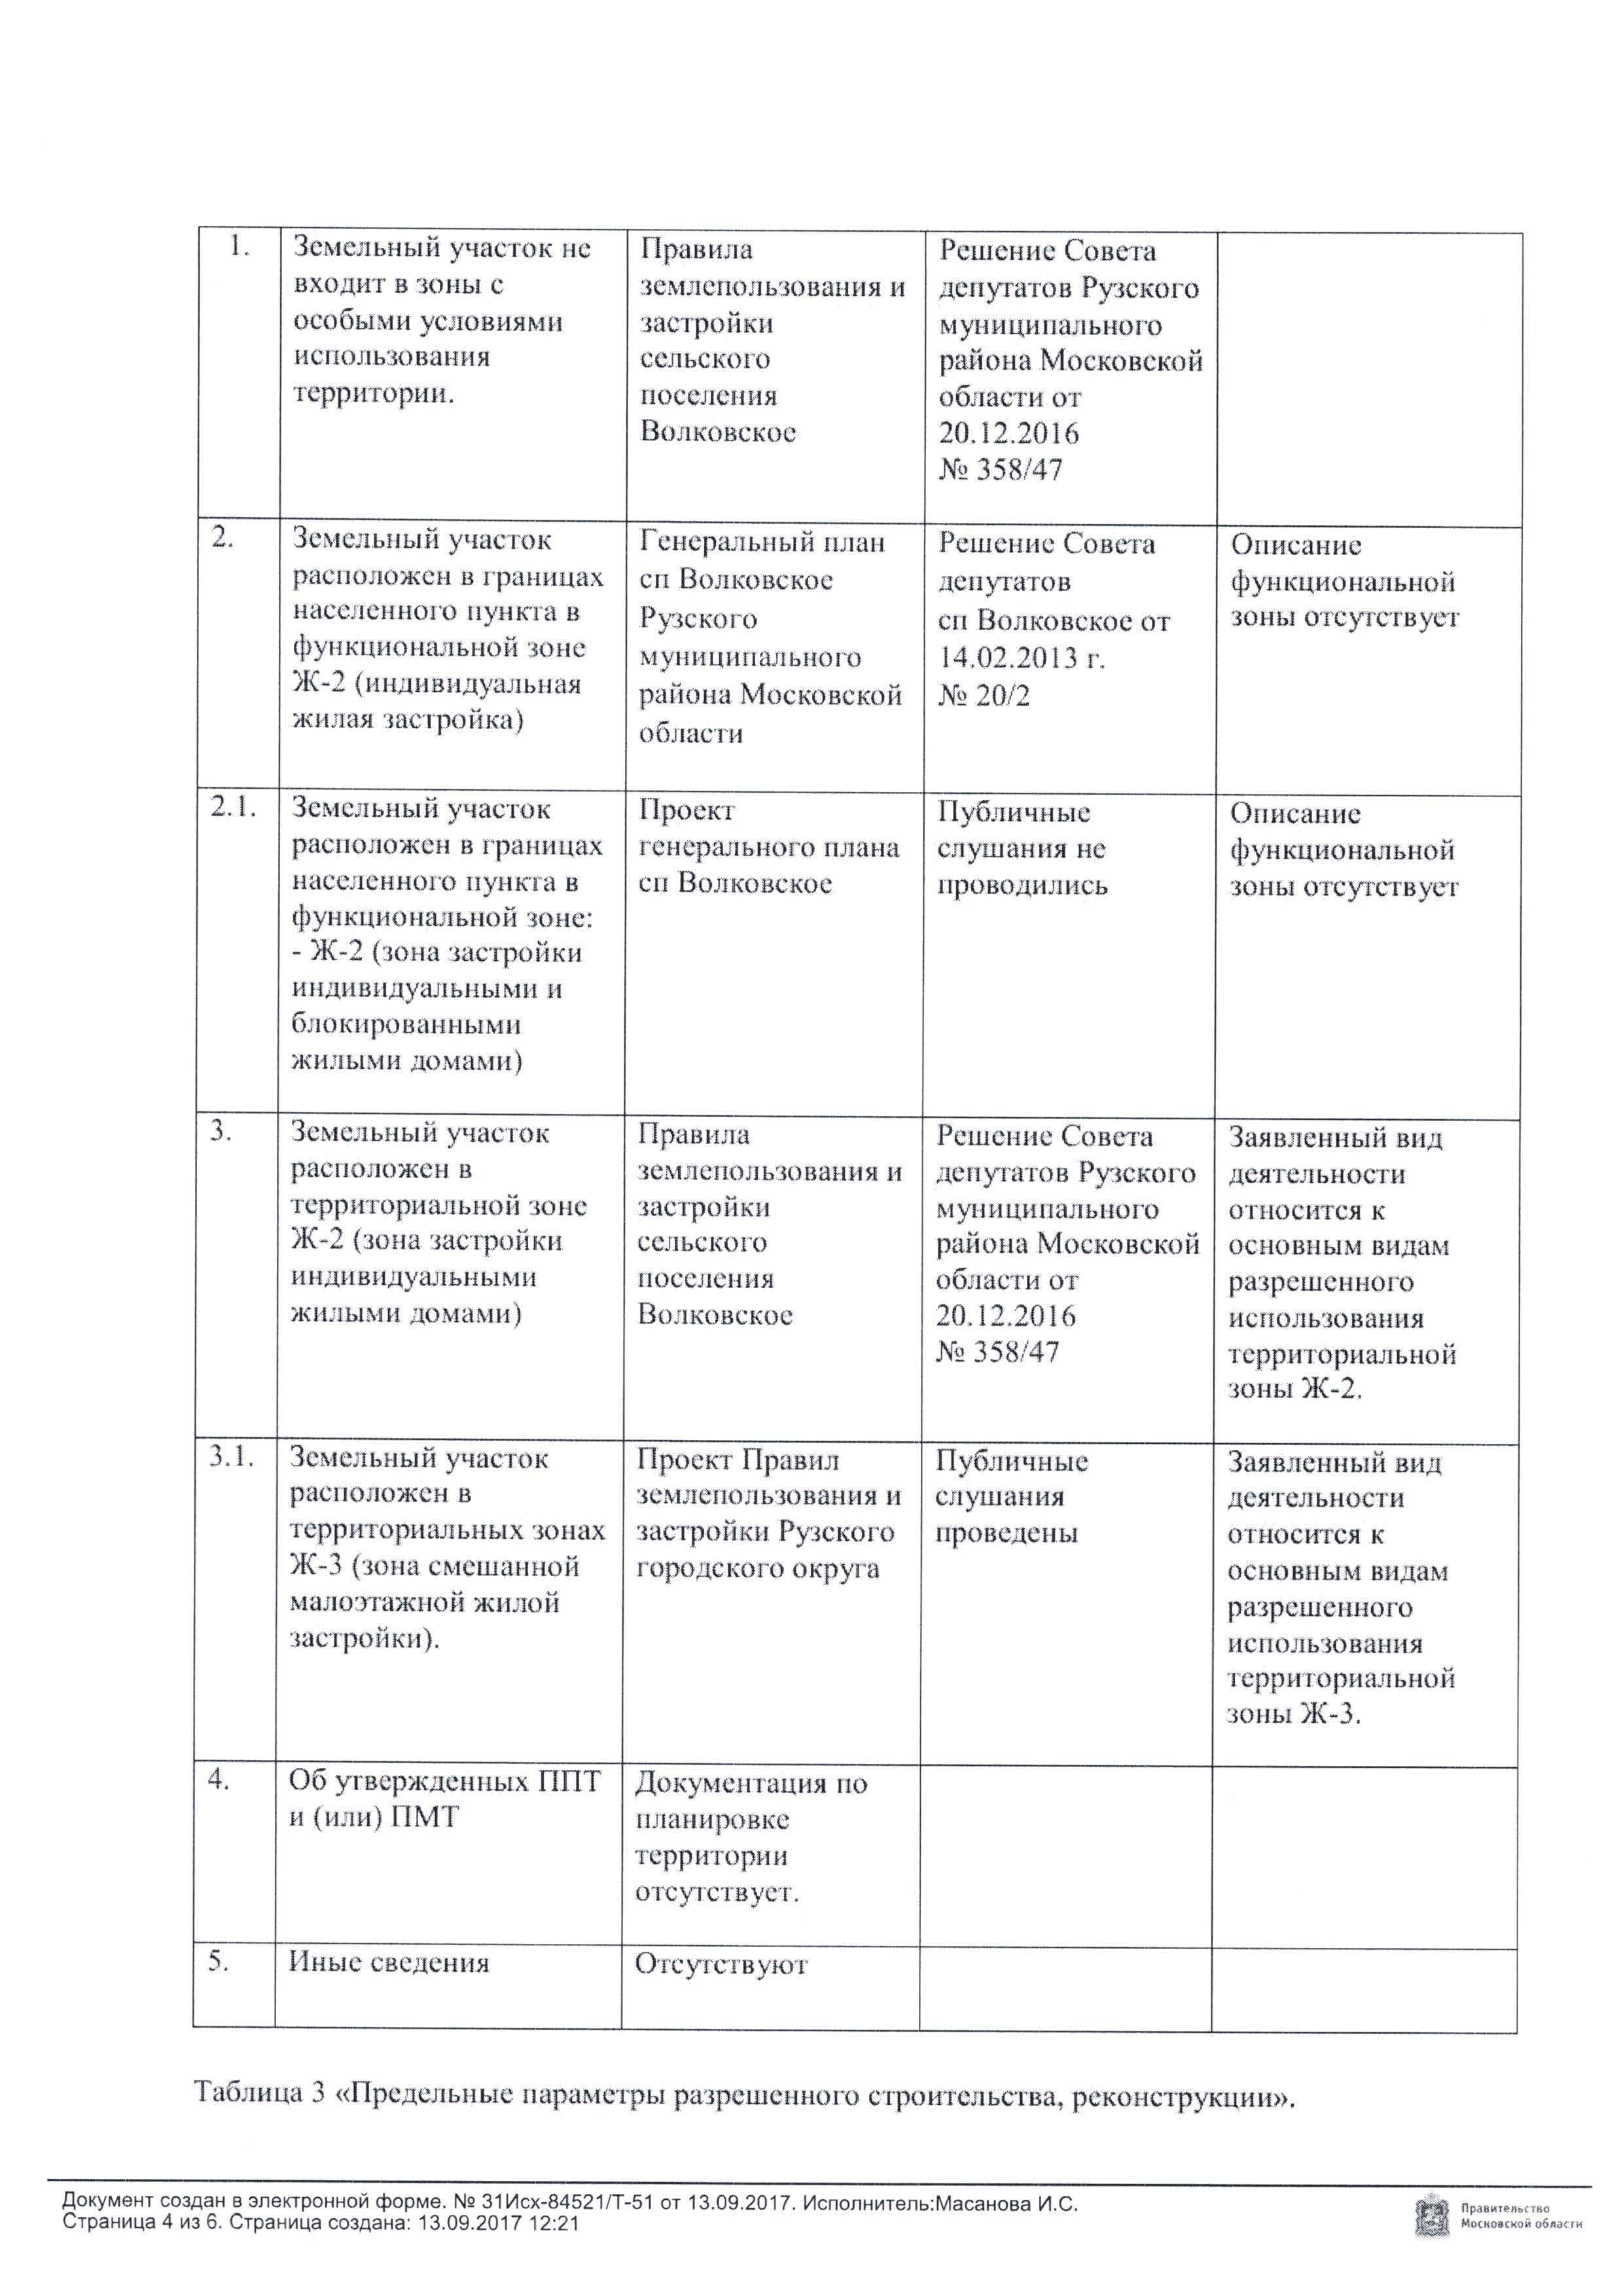 1.
Земельный участок не
входит в зоны с
особыми условиями
использования
территории.
Правила
землепользования и
застройки
сельского
поселения
Волковское
Решение Совета
депутатов Рузского
муниципального
района Московской
области от
20.12.2016
№ 358/47
2.
Земельный участок
расположен в границах
населенного пункта в
функциональной зоне
Ж-2 (индивидуальная
жилая застройка)
Генеральный план
сп Волковское
Рузского
муниципального
района Московской
области
Решение Совета
депутатов
сп Волковское от
14.02.2013 г.
№ 20/2
Описание
функциональной
зоны отсутствует
2.1.
Земельный участок
расположен в границах
населенного пункта в
функциональной зоне:
- Ж-2 (зона застройки
индивидуальными и
блокированными
жилыми домами)
Проект
генерального плана
сп Волковское
Публичные
слушания не
проводились
Описание
функциональной
зоны отсутствует
3.
Земельный участок
расположен в
территориальной зоне
Ж-2 (зона застройки
индивидуальными
жилыми домами)
Правила
землепользования и
застройки
сельского
поселения
Волковское
Решение Совета
депутатов Рузского
муниципального
района Московской
области от
20.12.2016
№ 358/47
Заявленный вид
деятельности
относится к
основным видам
разрешенного
использования
территориальной
зоны Ж-2.
3.1.
Земельный участок
расположен в
территориальных зонах
Ж-3 (зона смешанной
малоэтажной жилой
застройки).
Проект Правил
землепользования и
застройки Рузского
городского округа
Публичные
слушания
проведены
Заявленный вид
деятельности
относится к
основным видам
разрешенного
использования
территориальной
зоны Ж-3.
4.
Об утвержденных ППТ
и (или) ПМТ
Документация по
планировке
территории
отсутствует.
5.
Иные сведения
Отсутствуют
Таблица 3 «Предельные параметры разрешенного строительства, реконструкции».
Документ создан в электронной форме. № 31Исх-84521/Т-51 от 13.09.2017. Исполнитель:Масанова И.С.
Страница 4 из 6. Страница создана: 13.09.2017 12:21
Правительство
Московской области